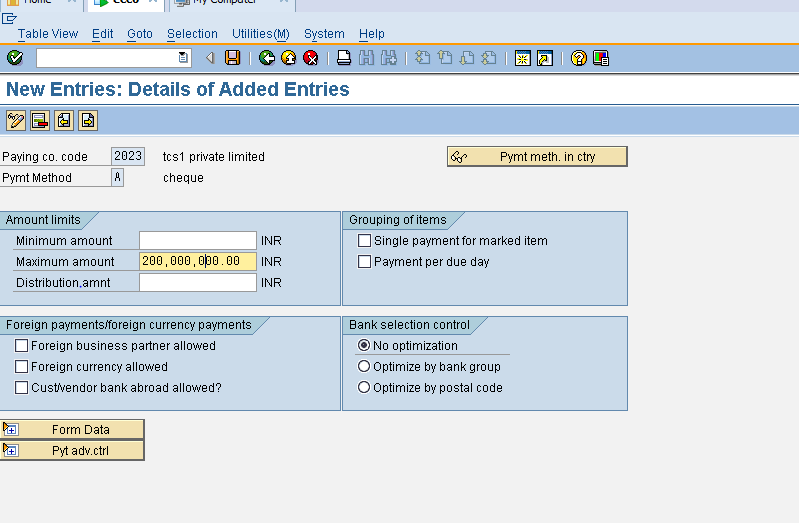 Home
My Computer
Table View Edit Goto Selection Utilities(M) System Help
New Entries: Details of Added Entries
Paying co. code 2023 tcs1 private limited Pymt meth. in ctry
Pymt Method A cheque
Amount limits Grouping of items
Minimum amount INR Single payment for marked item
Maximum amount 200,000,000.00 INR Payment per due day
Distribution,amnt INR
Foreign payments/foreign currency payments Bank selection control
Foreign business partner allowed No optimization
Foreign currency allowed Optimize by bank group
Cust/vendor bank abroad allowed? Optimize by postal code
Form Data
Pyt adv.ctrl